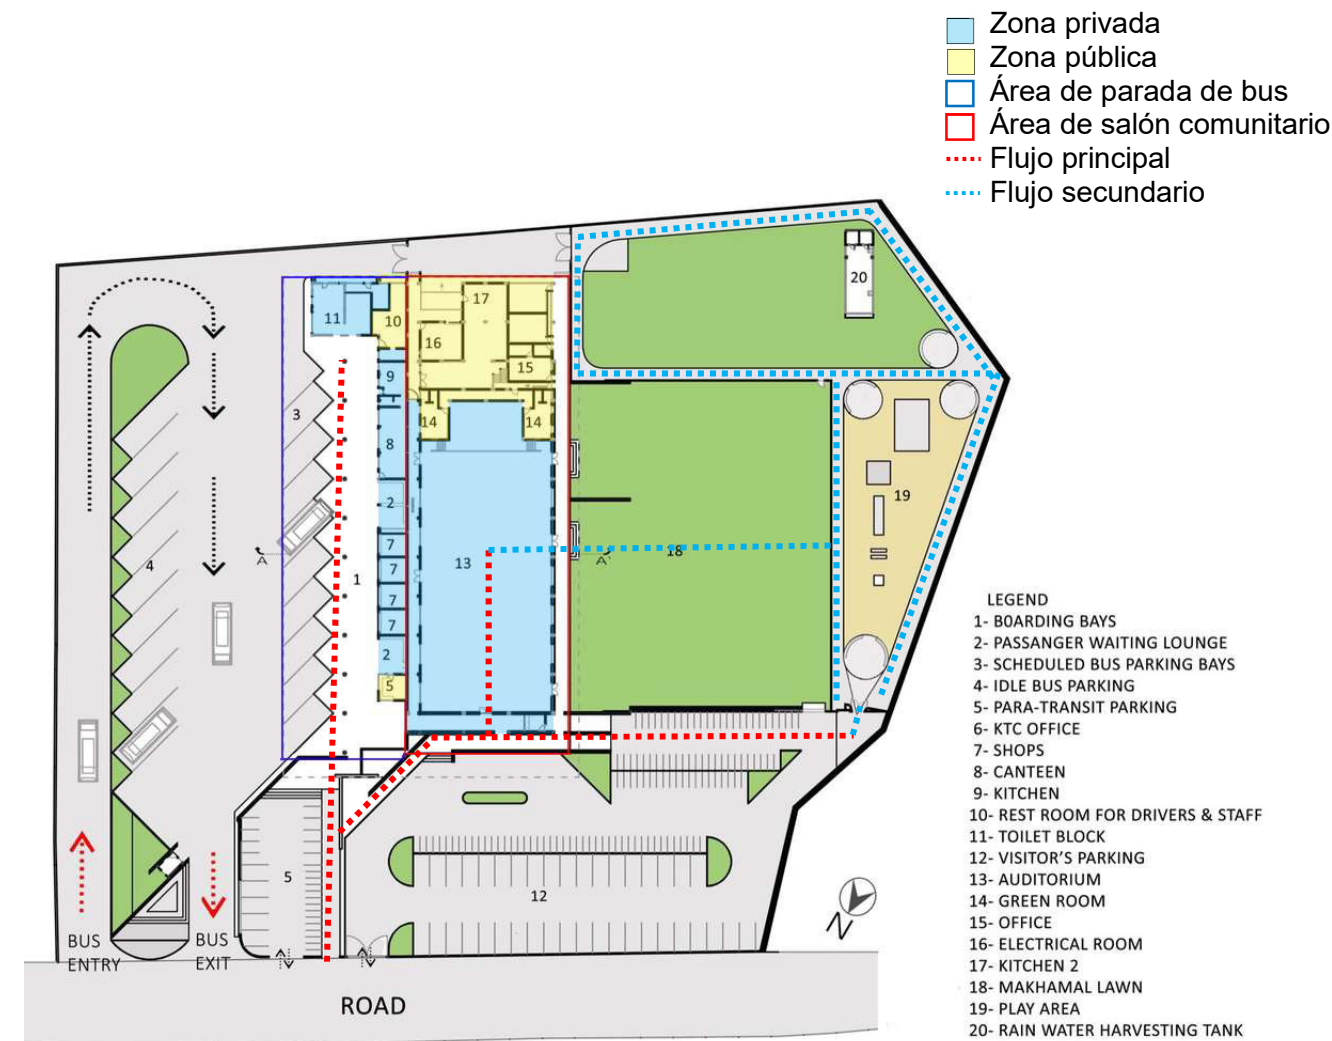 Zona privada
Zona pública
Área de parada de bus
Área de salón comunitario
Flujo principal
Flujo secundario
20
11
10
17
16
15
9
3
14
14
8
19
2
7
A
A'
18
4
1
13
7
7
7
2
5
5
12
N
BUS
ENTRY
BUS
EXIT
ROAD
LEGEND
1- B0ARDING BAYS
2- PASSANGER WAITING LOUNGE
3- SCHEDULED BUS PARKING BAYS
4- IDLE BUS PARKING
5- PARA-TRANSIT PARKING
6- KTC OFFICE
7- SHOPS
8- CANTEEN
9- KITCHEN
10- REST ROOM FOR DRIVERS & STAFF
11- TOILET BLOCK
12- VISITOR'S PARKING
13- AUDITORIUM
14- GREEN ROOM
15- OFFICE
16- ELECTRICAL ROOM
17- KITCHEN 2
18- MAKHAMAL LAWN
19- PLAY AREA
20- RAIN WATER HARVESTING TANK